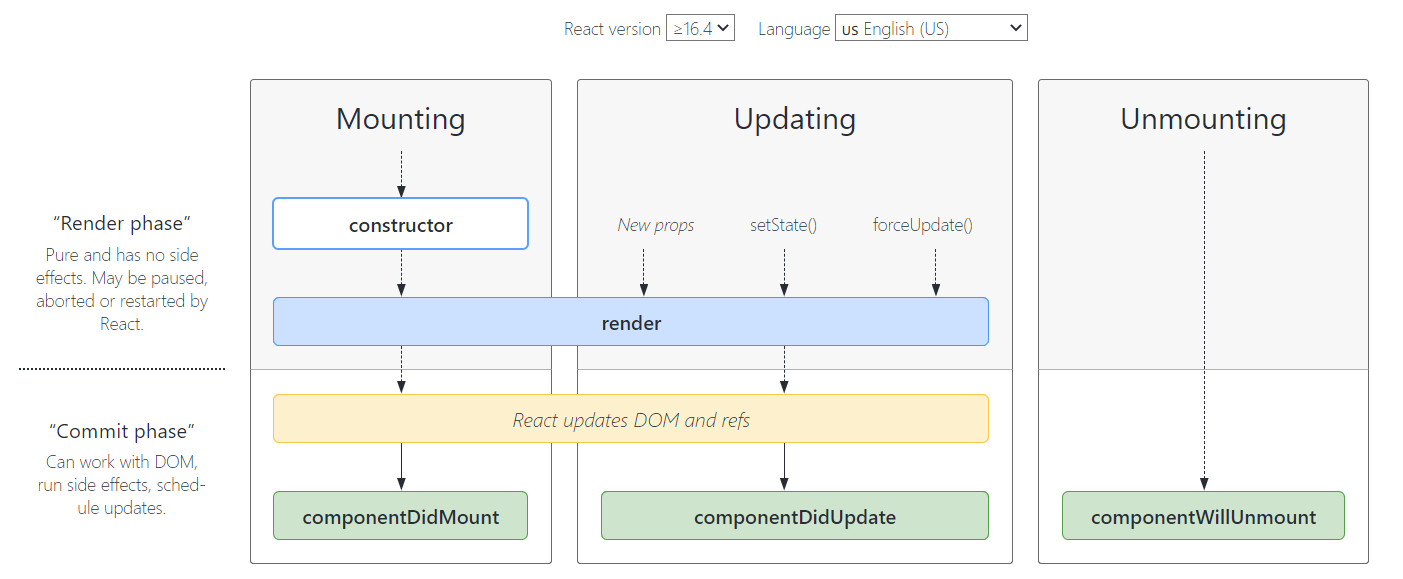 React version ≥16.4 Language us English (US)
Mounting
Updating
Unmounting
“Render phase”
Pure and has no side
effects. May be paused,
aborted or restarted by
React.
constructor
New props
setState()
forceUpdate()
render
“Commit phase”
Can work with DOM,
run side effects, sched-
ule updates.
React updates DOM and refs
componentDidMount
componentDidUpdate
componentWillUnmount